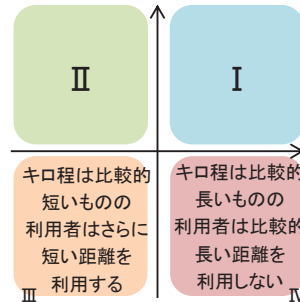 Ⅱ
Ⅰ
キロ程は比較的
短いものの
利用者はさらに
短い距離を
利用する
Ⅲ
キロ程は比較的
長いものの
利用者は比較的
長い距離を
利用しない
Ⅳ